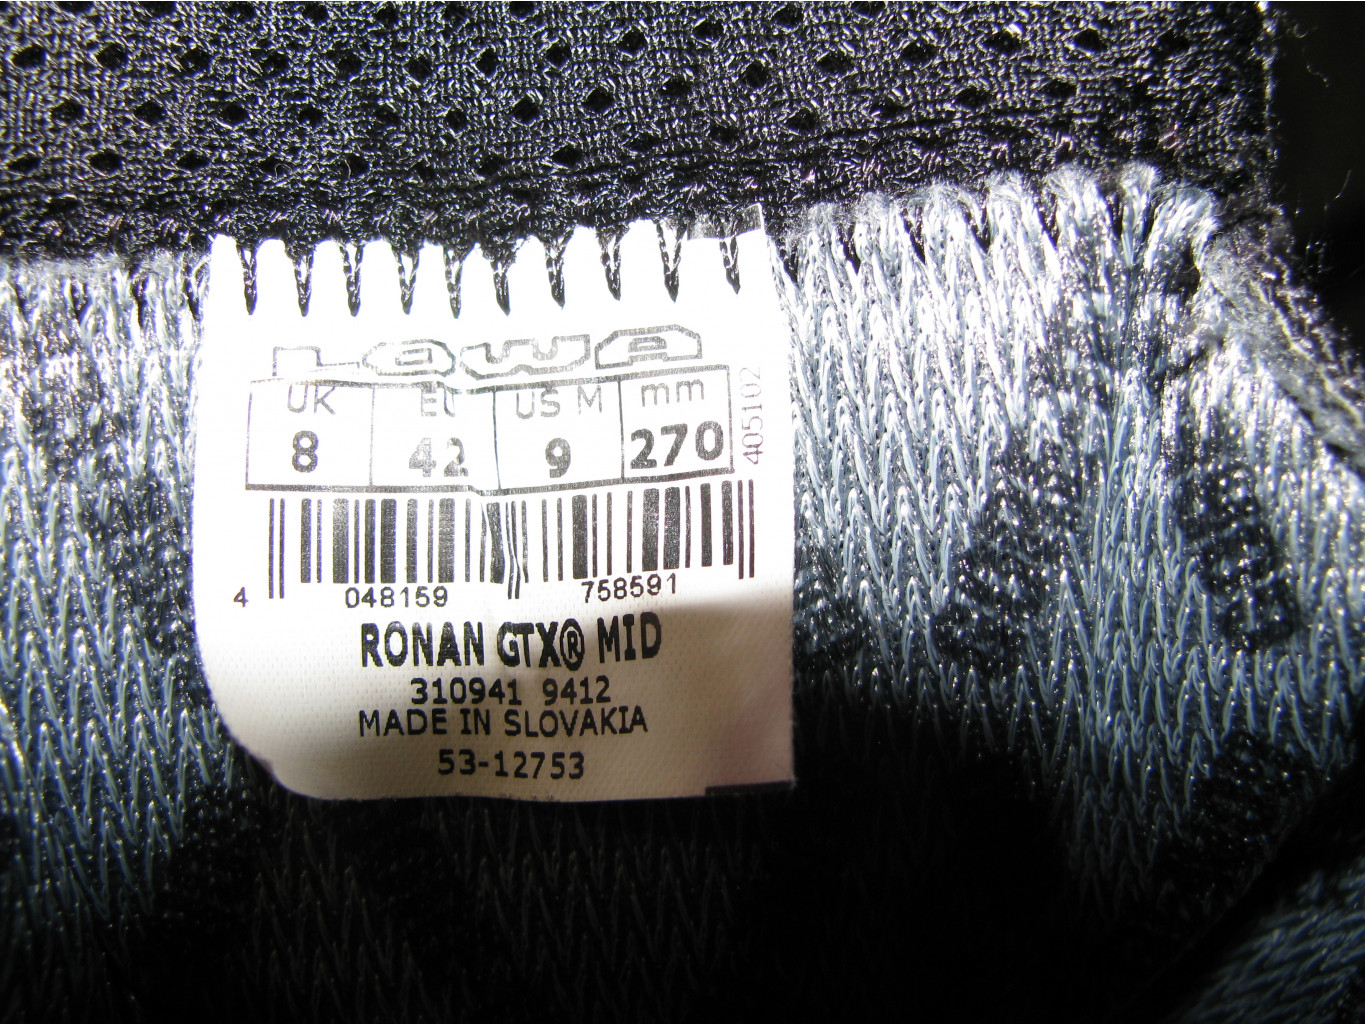 LOWA
UK EU US M mm
8 42 9 270
405102
4 048159 758591
RONAN GTX® MID
310941 9412
MADE IN SLOVAKIA
53-12753